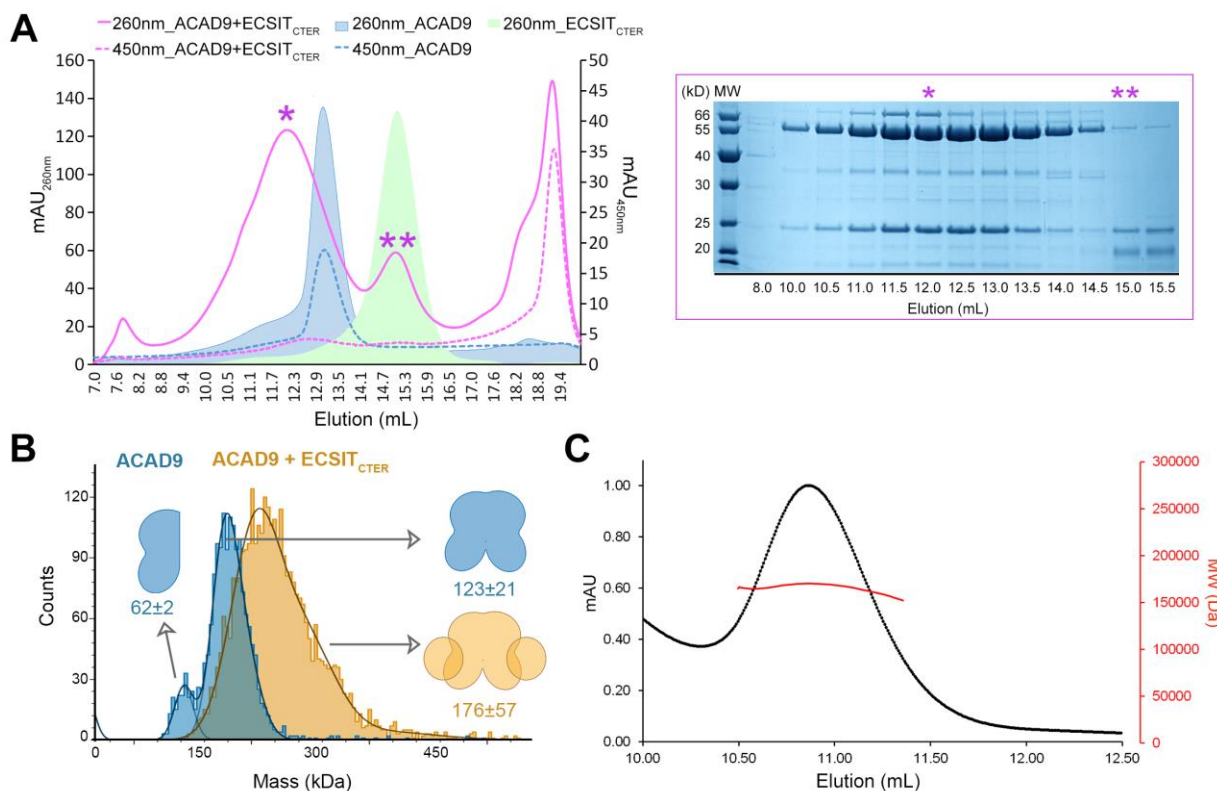 A
260nm_ACAD9+ECSIT_CTER 260nm_ACAD9 260nm_ECSIT_CTER
450nm_ACAD9+ECSIT_CTER 450nm_ACAD9
160
140
120
100
80
60
40
20
0
mAU_260nm
50
45
40
35
30
25
20
15
10
5
0
mAU_450nm
*
**
7.0 7.6 8.2 8.8 9.4 10.0 10.5 11.1 11.7 12.3 12.9 13.5 14.1 14.7 15.3 15.9 16.5 17.0 17.6 18.2 18.8 19.4
Elution (mL)
(kD) MW * **
66
55
40
30
25
20
8.0 10.0 10.5 11.0 11.5 12.0 12.5 13.0 13.5 14.0 14.5 15.0 15.5
Elution (mL)
B
ACAD9 ACAD9 + ECSIT_CTER
120
90
60
30
0
Counts
62±2
123±21
176±57
0 150 300 450
Mass (kDa)
C
1.00
0.80
0.60
0.40
0.20
0.00
mAU
300000
250000
200000
150000
100000
50000
0
MW (Da)
10.00 10.50 11.00 11.50 12.00 12.50
Elution (mL)